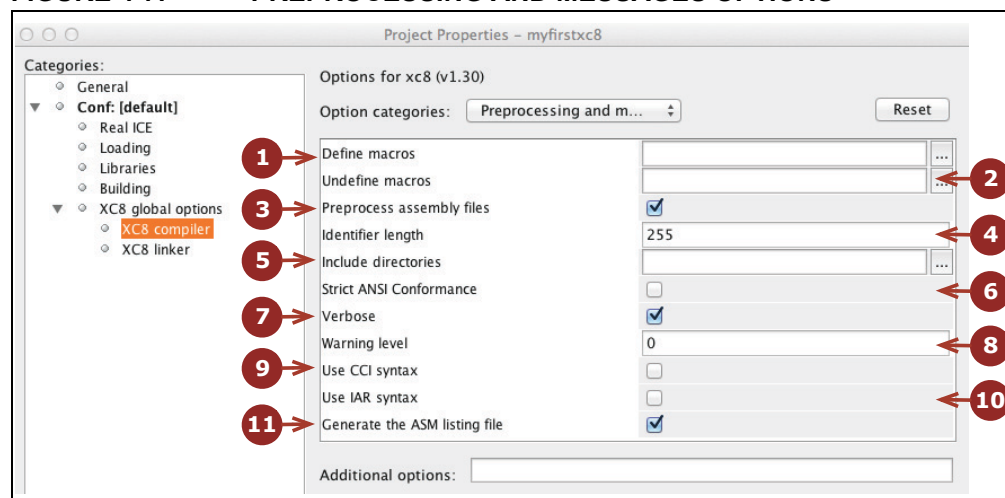 Project Properties – myfirstxc8
Categories:
General
Conf: [default]
Real ICE
Loading
Libraries
Building
XC8 global options
XC8 compiler
XC8 linker
Options for xc8 (v1.30)
Option categories: Preprocessing and m... Reset
1 Define macros ...
Undefine macros ... 2
3 Preprocess assembly files
Identifier length 255 4
5 Include directories ...
Strict ANSI Conformance 6
7 Verbose
Warning level 0 8
9 Use CCI syntax
Use IAR syntax 10
11 Generate the ASM listing file
Additional options: